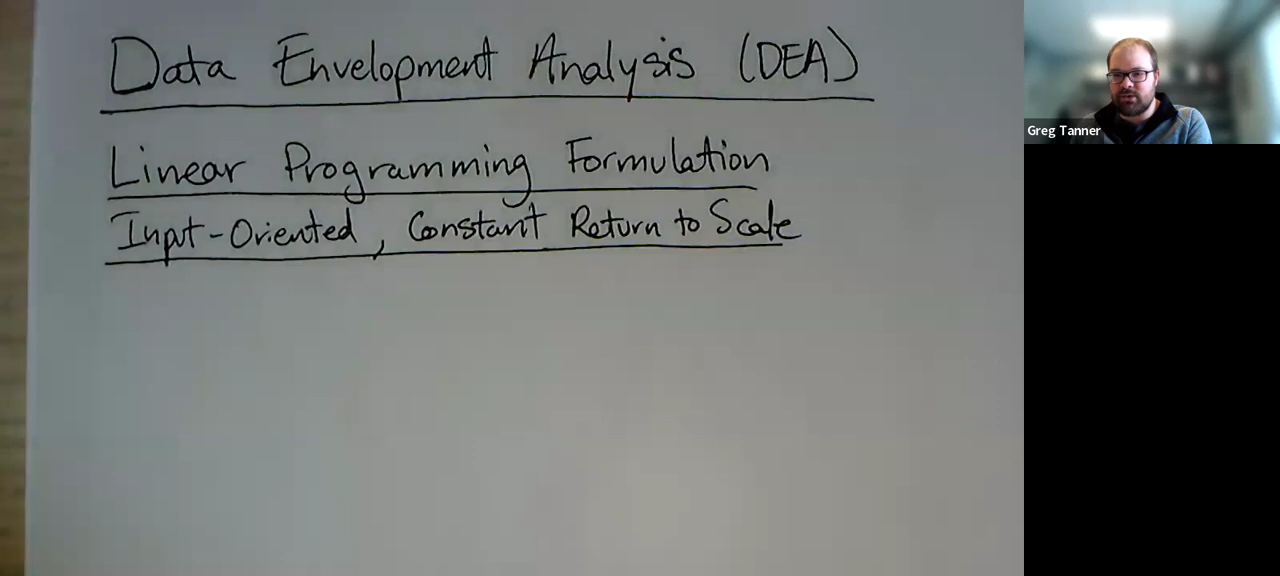 Data Envelopment Analysis (DEA)
Linear Programming Formulation
Input-Oriented, Constant Return to Scale
Greg Tanner